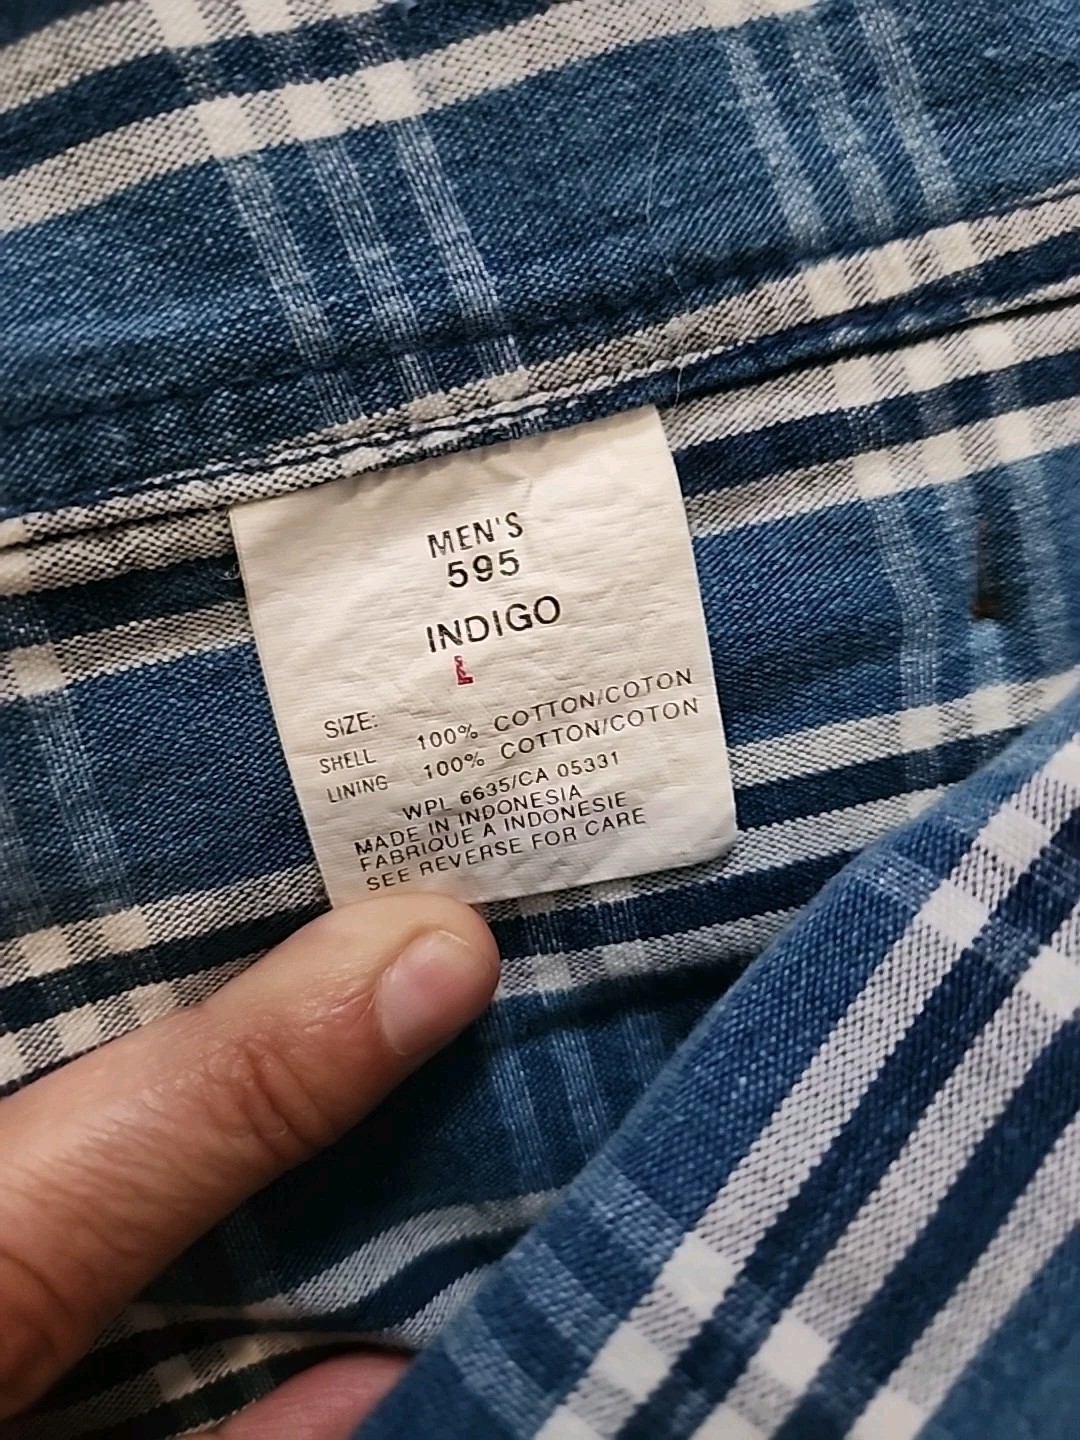 MEN'S
595
INDIGO
L
SIZE:
SHELL 100% COTTON/COTON
LINING 100% COTTON/COTON
WPL 6635/CA 05331
MADE IN INDONESIA
FABRIQUE A INDONESIE
SEE REVERSE FOR CARE